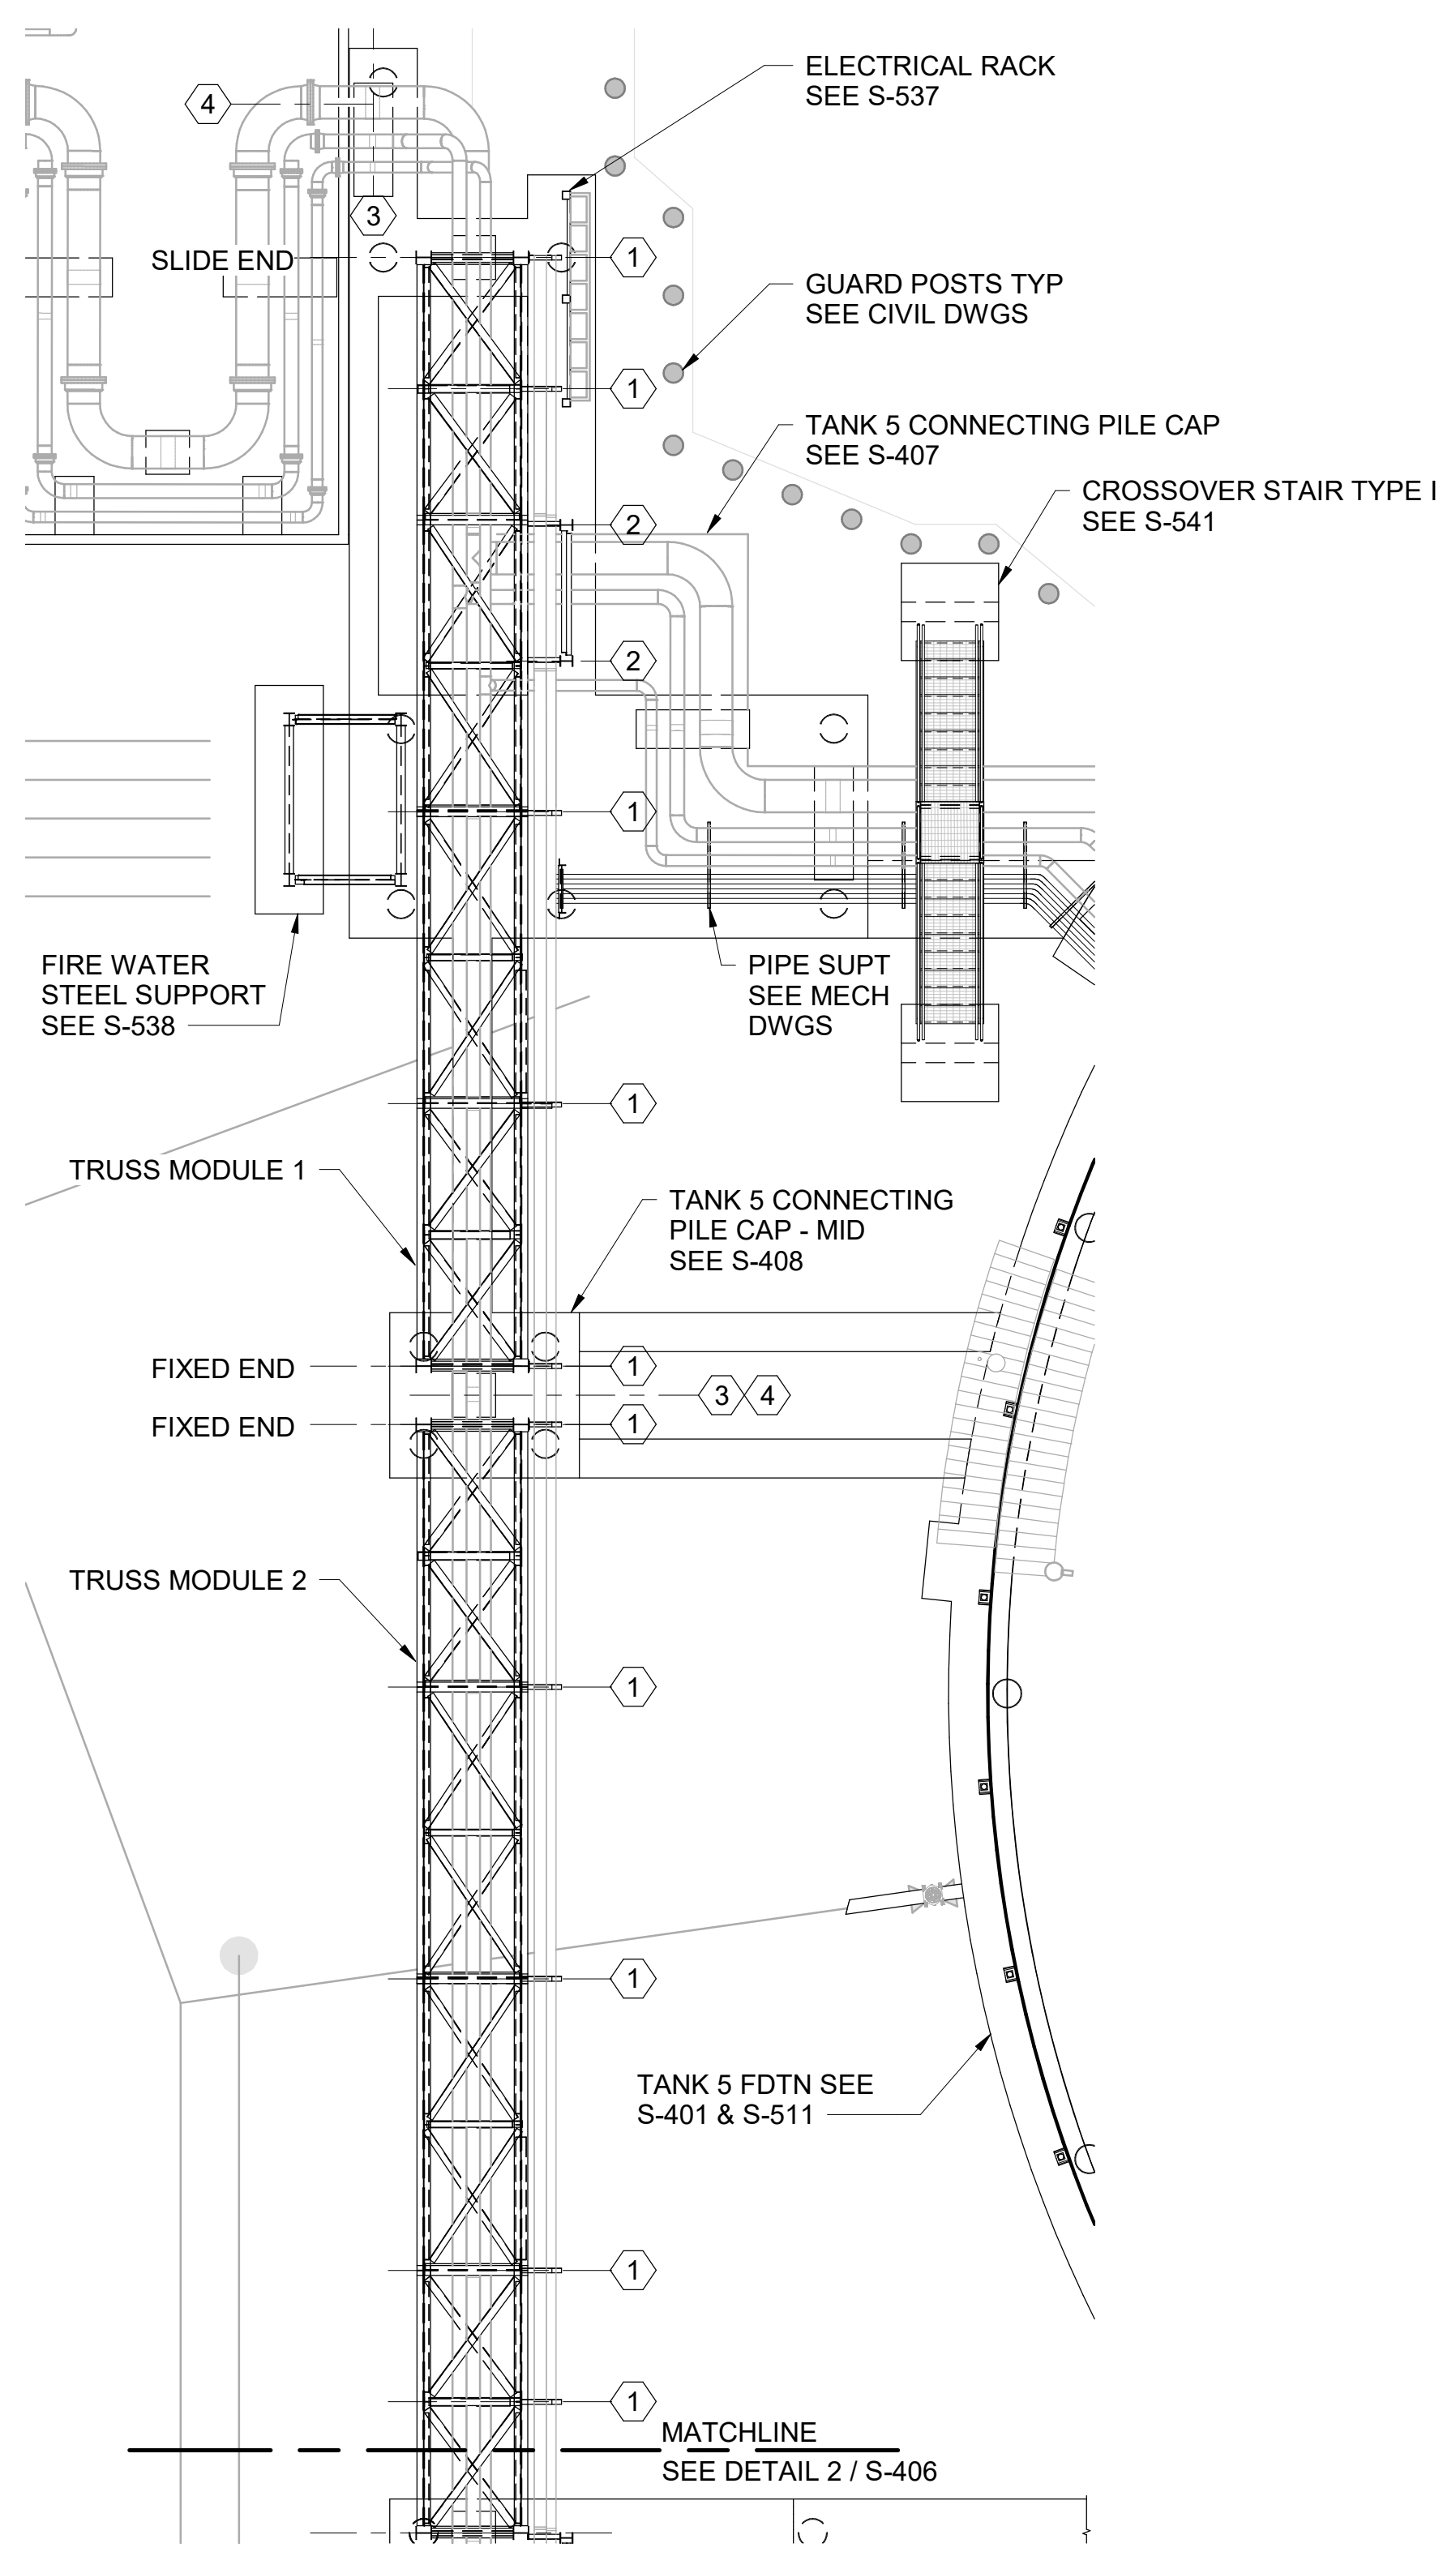 ELECTRICAL RACK
SEE S-537
4
3
SLIDE END
1
GUARD POSTS TYP
SEE CIVIL DWGS
1
TANK 5 CONNECTING PILE CAP
SEE S-407
CROSSOVER STAIR TYPE I
SEE S-541
2
2
1
FIRE WATER
STEEL SUPPORT
SEE S-538
PIPE SUPT
SEE MECH
DWGS
1
TRUSS MODULE 1
TANK 5 CONNECTING
PILE CAP - MID
SEE S-408
FIXED END
1
3 4
FIXED END
1
TRUSS MODULE 2
1
1
TANK 5 FDTN SEE
S-401 & S-511
1
1
MATCHLINE
SEE DETAIL 2 / S-406